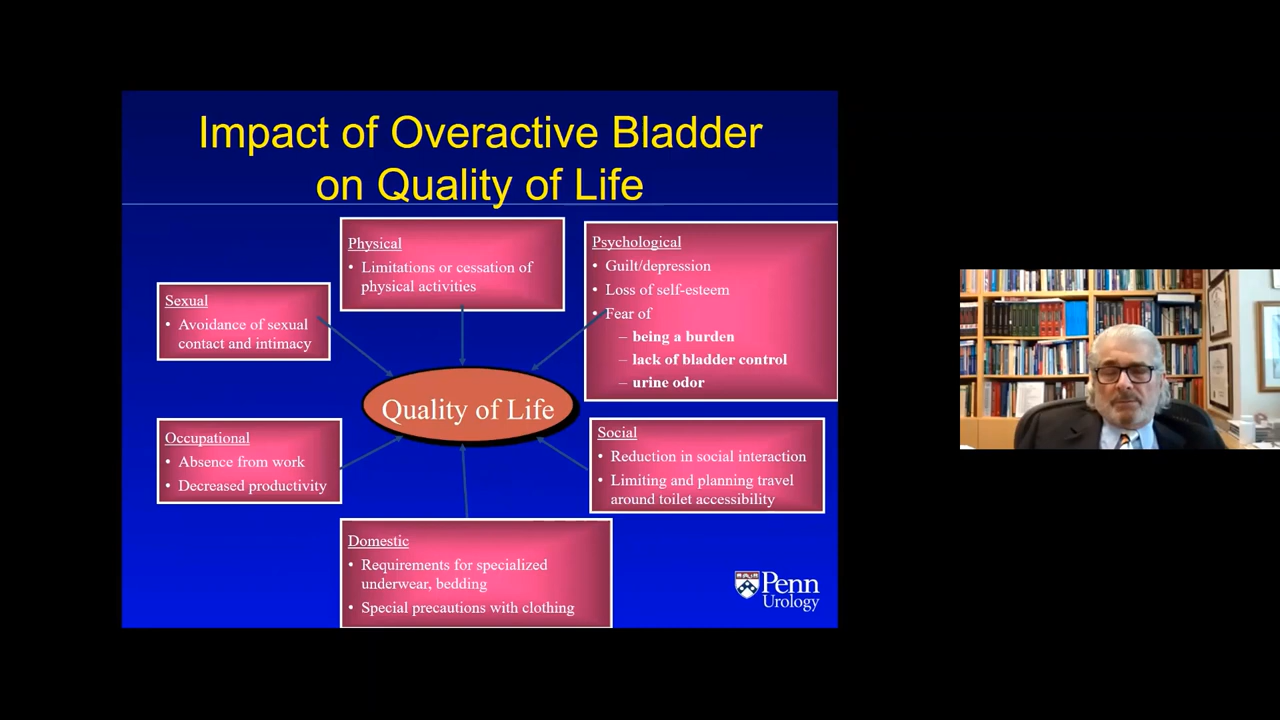 Impact of Overactive Bladder
on Quality of Life
Physical
• Limitations or cessation of
physical activities
Psychological
• Guilt/depression
• Loss of self-esteem
• Fear of
– being a burden
– lack of bladder control
– urine odor
Sexual
• Avoidance of sexual
contact and intimacy
Quality of Life
Occupational
• Absence from work
• Decreased productivity
Social
• Reduction in social interaction
• Limiting and planning travel
around toilet accessibility
Domestic
• Requirements for specialized
underwear, bedding
• Special precautions with clothing
Penn
Urology